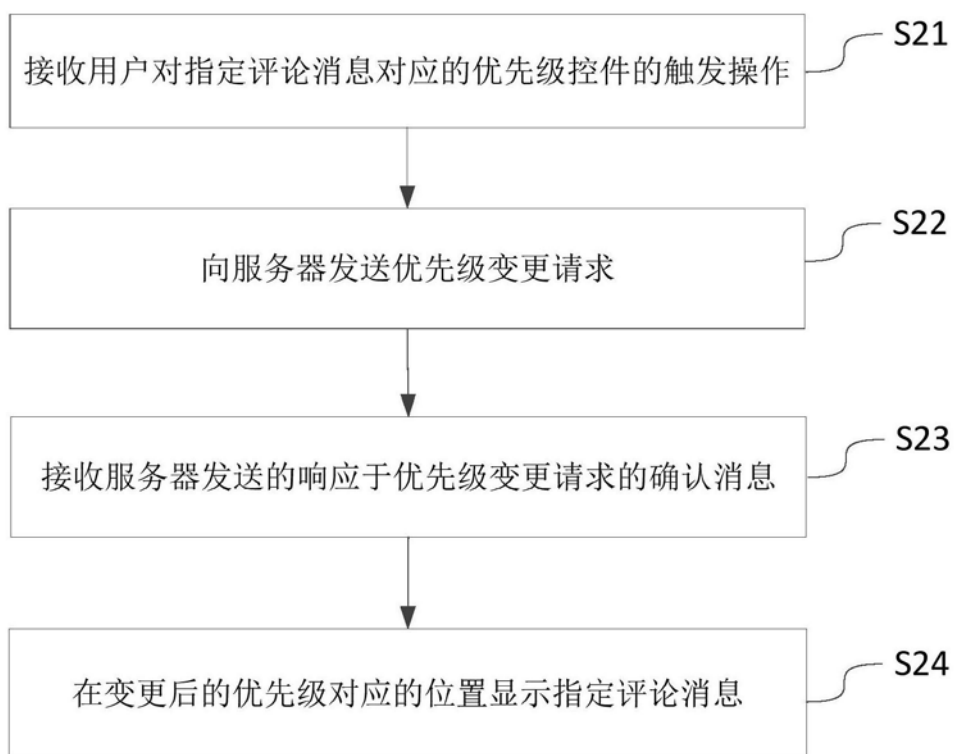 接收用户对指定评论消息对应的优先级控件的触发操作
S21
向服务器发送优先级变更请求
S22
接收服务器发送的响应于优先级变更请求的确认消息
S23
在变更后的优先级对应的位置显示指定评论消息
S24